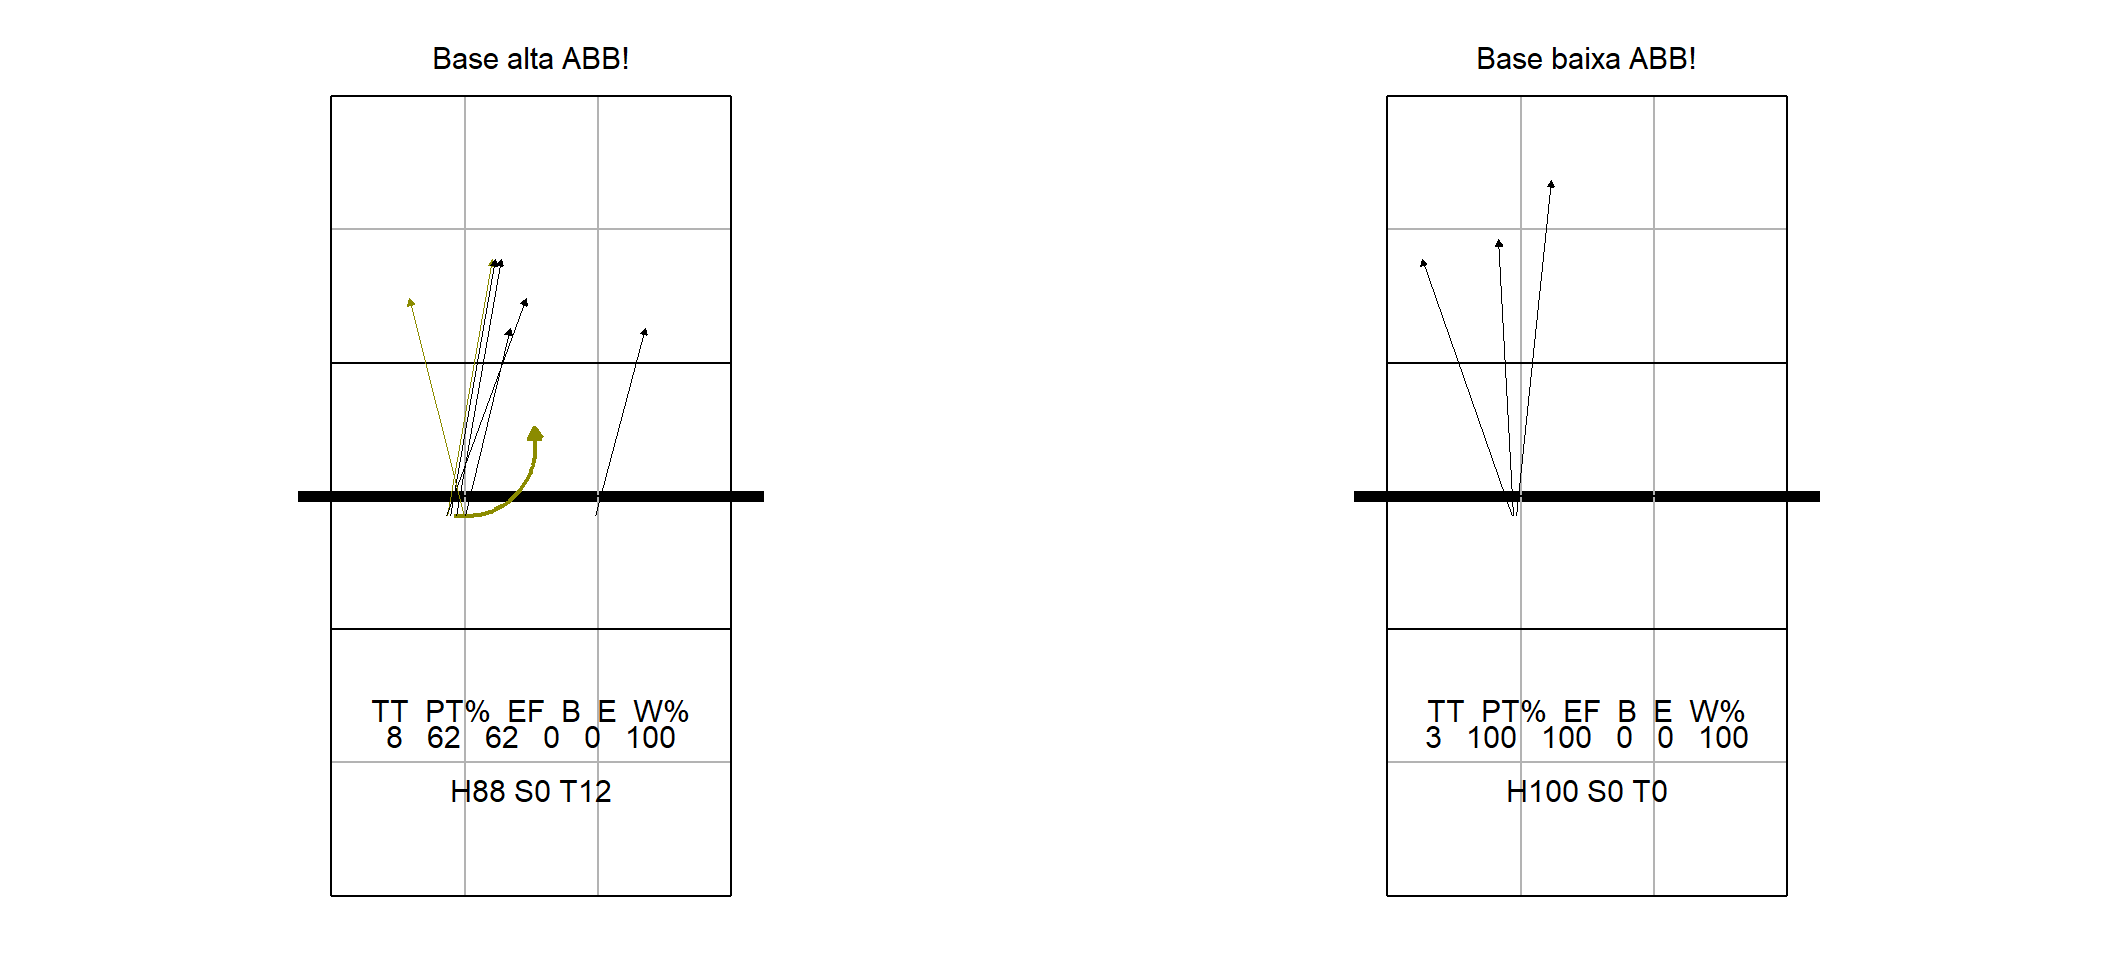 Base alta ABB!
TT PT% EF B E W%
8 62 62 0 0 100
H88 S0 T12
Base baixa ABB!
TT PT% EF B E W%
3 100 100 0 0 100
H100 S0 T0